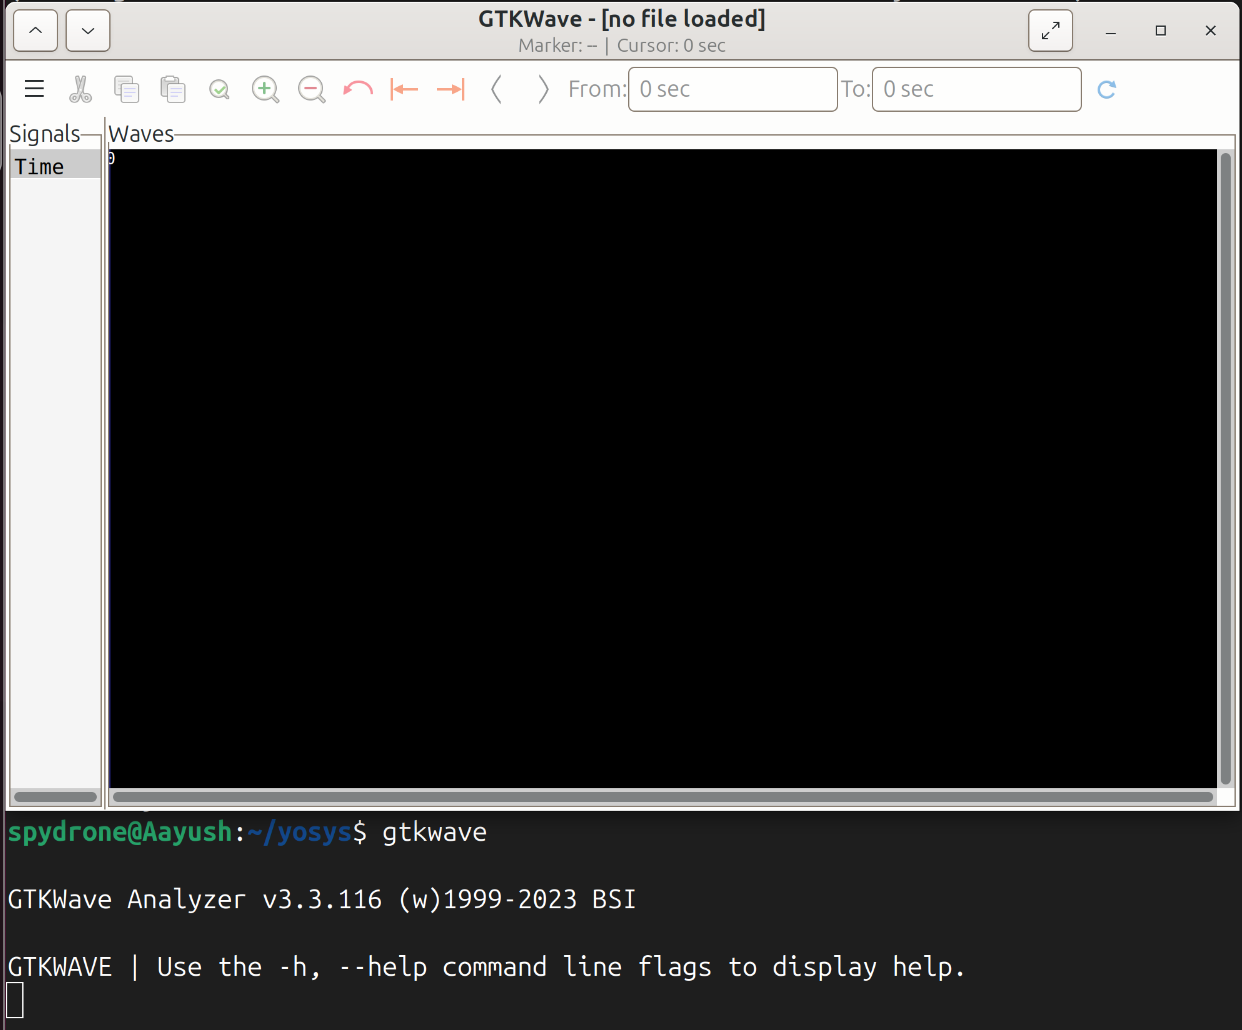 GTKWave - [no file loaded]
Marker: -- | Cursor: 0 sec
From: 0 sec To: 0 sec
Signals Waves
Time 0
spydrone@Aayush:~/yosys$ gtkwave
GTKWave Analyzer v3.3.116 (w)1999-2023 BSI
GTKWAVE | Use the -h, --help command line flags to display help.